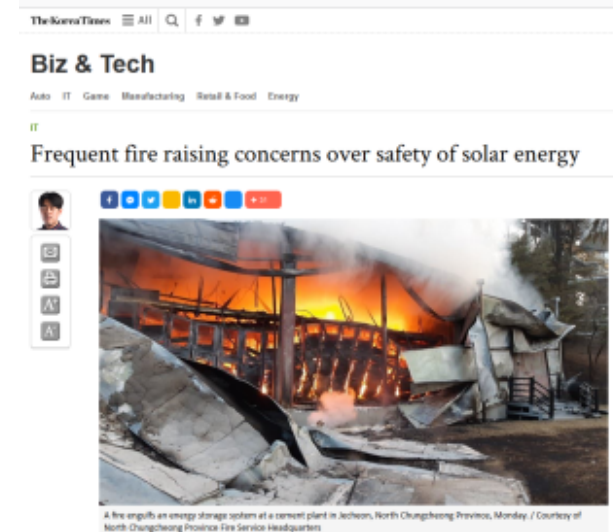 The Korea Times All
Biz & Tech
Auto IT Game Manufacturing Retail & Food Energy
IT
Frequent fire raising concerns over safety of solar energy
A fire engulfs an energy storage system at a cement plant in Jecheon, North Chungcheong Province, Monday. / Courtesy of
North Chungcheong Province Fire Service Headquarters